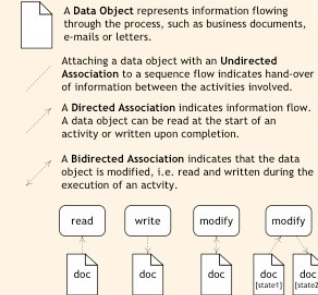 A Data Object represents information flowing
through the process, such as business documents,
e-mails or letters.
Attaching a data object with an Undirected
Association to a sequence flow indicates hand-over
of information between the activities involved.
A Directed Association indicates information flow.
A data object can be read at the start of an
activity or written upon completion.
A Bidirected Association indicates that the data
object is modified, i.e. read and written during the
execution of an actvity.
read write modify modify
doc doc doc doc doc
[state1] [state2